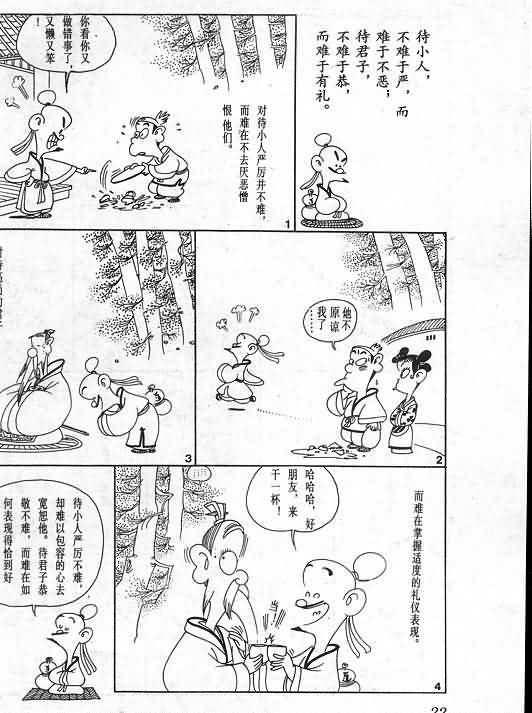 待小人，
不难于严，而
难于不恶；
待君子，
不难于恭，
而难于有礼。
对待小人严厉并不难，
而难在不去厌恶憎
恨他们。
你看你又
做错事了，
又懒又笨
1
他不
原谅
我了
……
2
3
而难在掌握适度的礼仪表现。
哈哈哈，好
朋友，来
干一杯！
当！
4
待小人严厉不难，
却难以包容的心去
宽恕他。待君子恭
敬不难，而难在如
何表现得恰到好